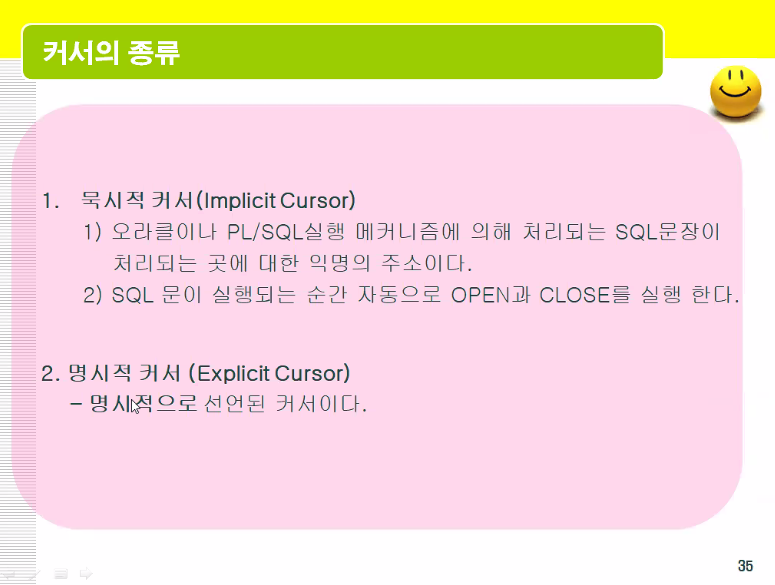 커서의 종류
1. 묵시적 커서(Implicit Cursor)
1) 오라클이나 PL/SQL실행 메커니즘에 의해 처리되는 SQL문장이
처리되는 곳에 대한 익명의 주소이다.
2) SQL 문이 실행되는 순간 자동으로 OPEN과 CLOSE를 실행 한다.
2. 명시적 커서 (Explicit Cursor)
- 명시적으로 선언된 커서이다.
35